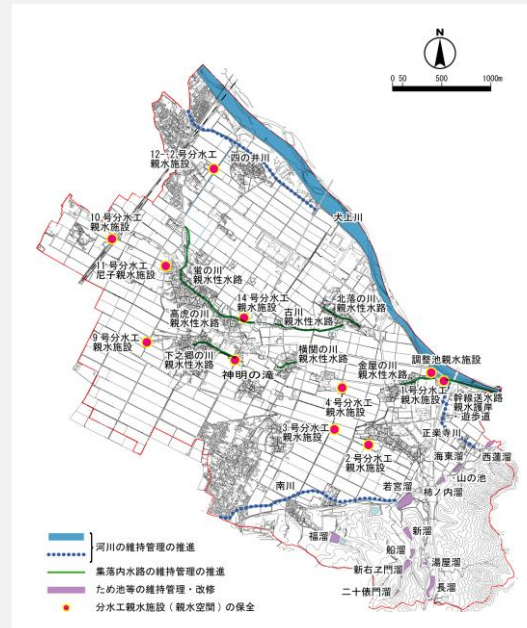 N
0 50 500 1000m
12-2号分水工
親水施設
四の井川
犬上川
10号分水工
親水施設
11号分水工
尼子親水施設
蛍の川
親水性水路
14号分水工
親水施設
北落の川
親水性水路
高虎の川
親水性水路
古川
親水性水路
9号分水工
親水施設
下之郷の川
親水性水路
神明の滝
横関の川
親水性水路
金屋の川
親水性水路
調整池親水施設
1号分水工
親水施設
幹線送水路
親水護岸
・遊歩道
4号分水工
親水施設
3号分水工
親水施設
2号分水工
親水施設
正楽寺川
西蓮溜
海東溜
山の池
柿ノ内溜
若宮溜
南川
福溜
新溜
船溜
新右ヱ門溜
湯屋溜
二十俵門溜
長溜
河川の維持管理の推進
集落内水路の維持管理の推進
ため池等の維持管理・改修
分水工親水施設(親水空間)の保全